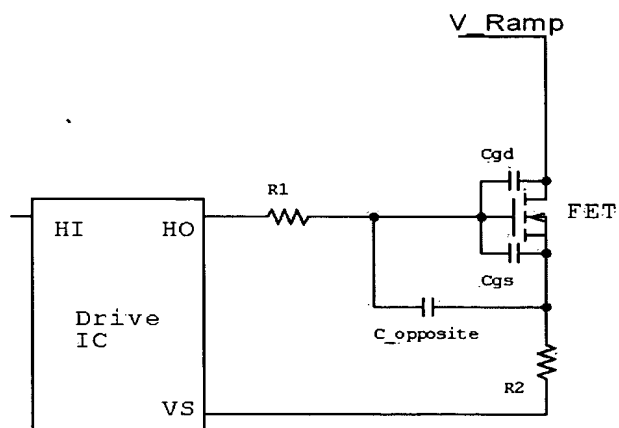 V_Ramp
Cgd
R1
FET
HI
HO
Cgs
Drive
IC
C_opposite
R2
VS